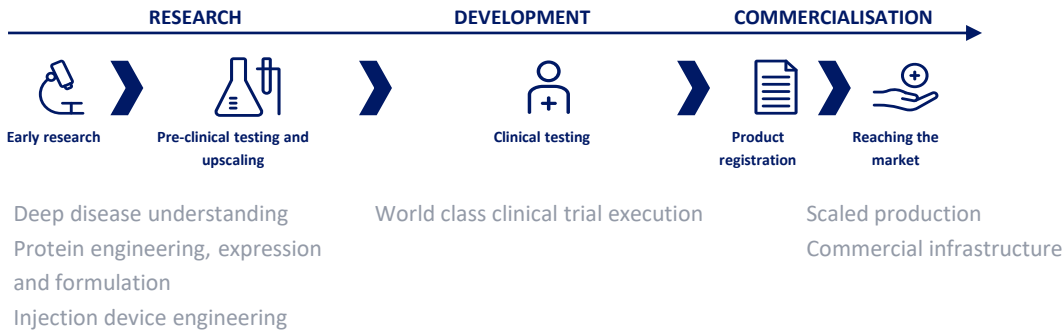 RESEARCH DEVELOPMENT COMMERCIALISATION
Early research
Pre-clinical testing and
upscaling
Clinical testing
Product
registration
Reaching the
market
Deep disease understanding
Protein engineering, expression
and formulation
Injection device engineering
World class clinical trial execution
Scaled production
Commercial infrastructure